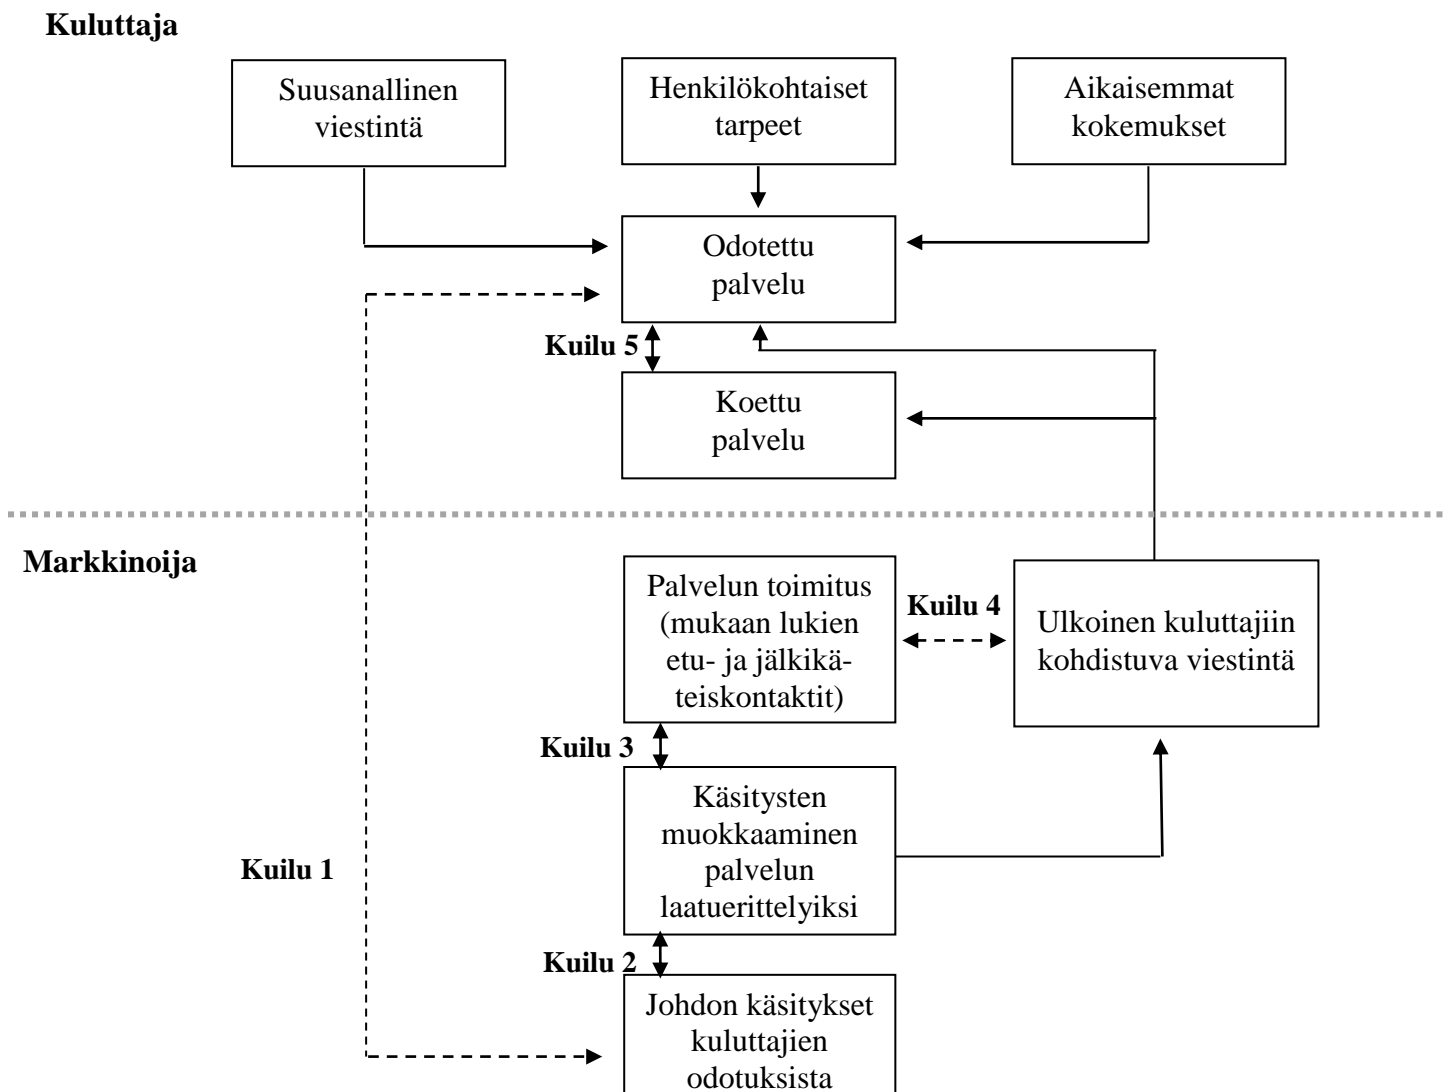 Kuluttaja
Suusanallinen
viestintä
Henkilökohtaiset
tarpeet
Aikaisemmat
kokemukset
Odotettu
palvelu
Kuilu 5
Koettu
palvelu
Markkinoija
Palvelun toimitus
(mukaan lukien
etu- ja jälkikä-
teiskontaktit)
Kuilu 4
Ulkoinen kuluttajiin
kohdistuva viestintä
Kuilu 3
Käsitysten
muokkaaminen
palvelun
laatuerittelyiksi
Kuilu 1
Kuilu 2
Johdon käsitykset
kuluttajien
odotuksista